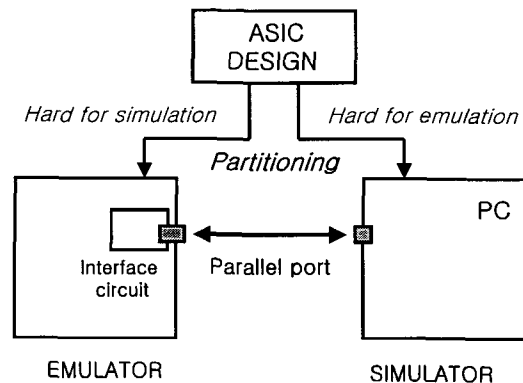 ASIC
DESIGN
Hard for simulation
Hard for emulation
Partitioning
PC
Interface
circuit
Parallel port
EMULATOR
SIMULATOR